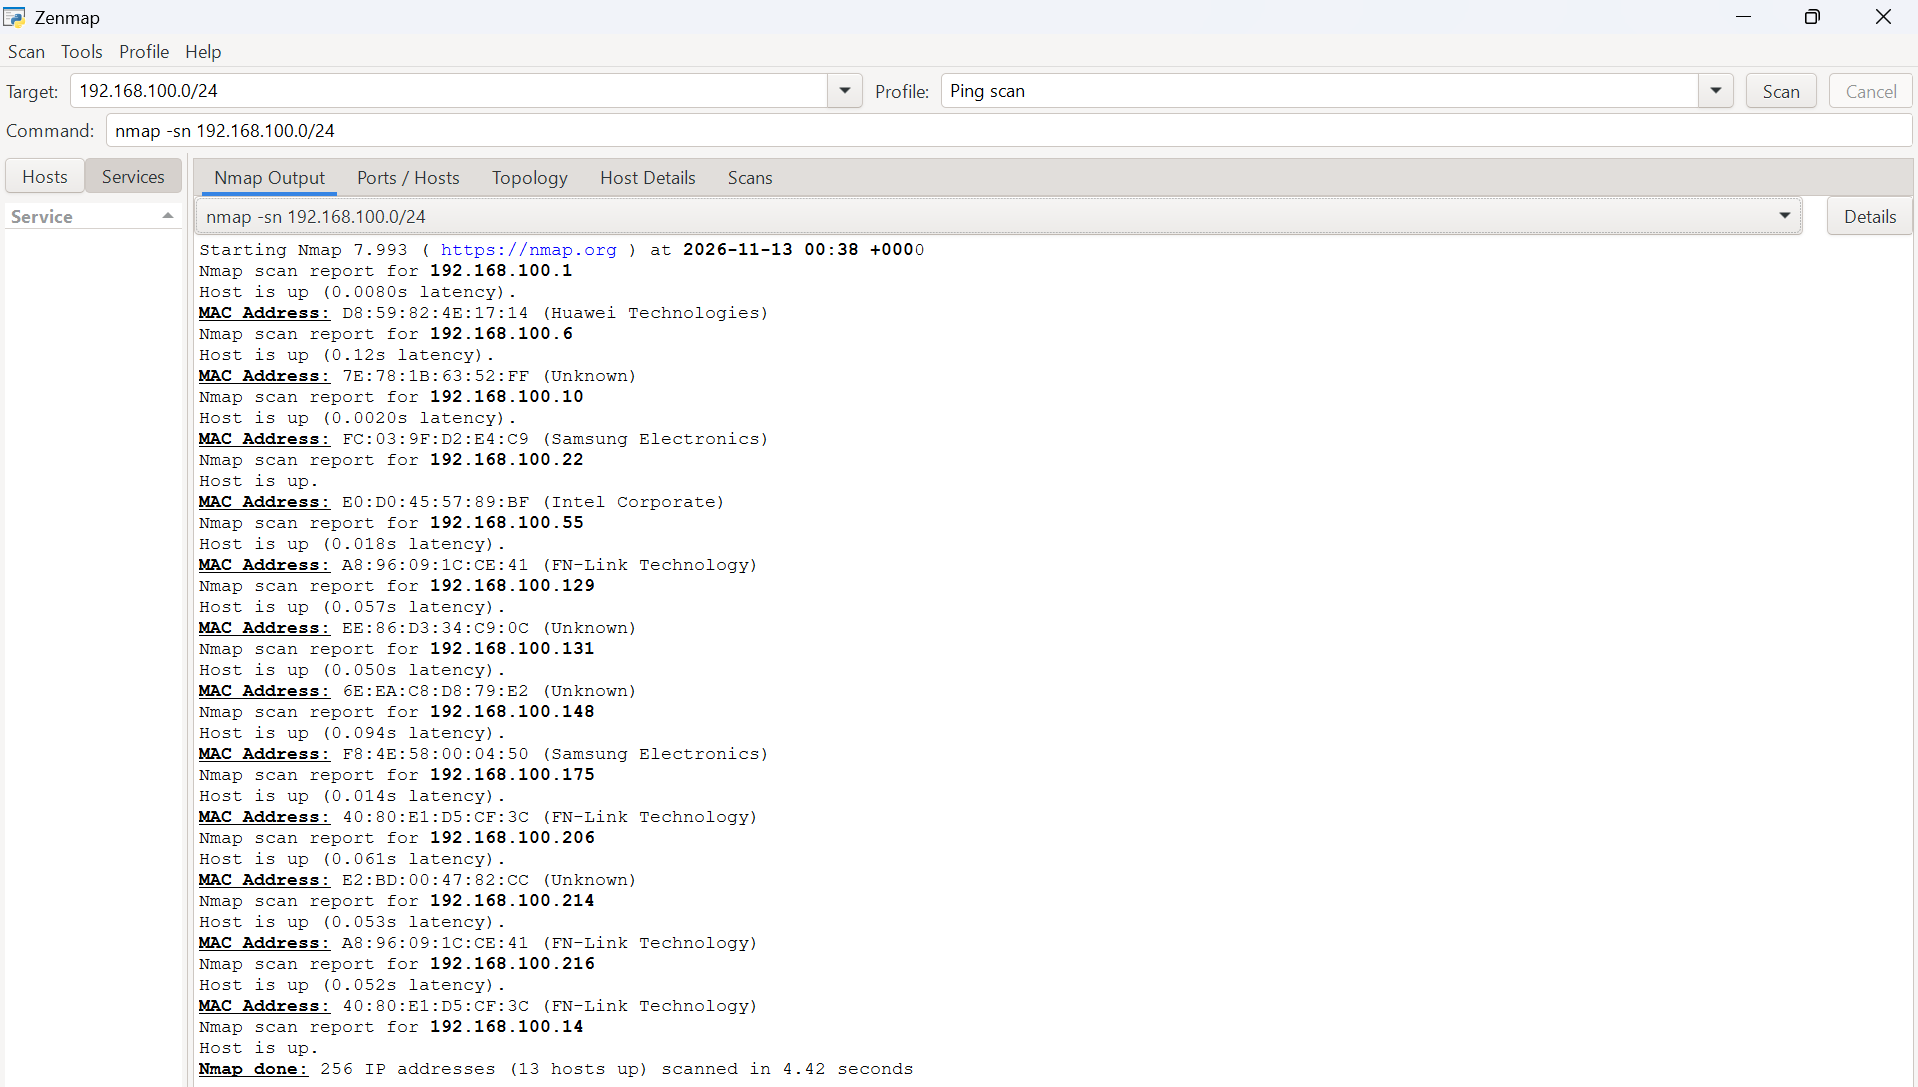 Zenmap
Scan Tools Profile Help
Target: 192.168.100.0/24 Profile: Ping scan Scan Cancel
Command: nmap -sn 192.168.100.0/24
Hosts Services Nmap Output Ports / Hosts Topology Host Details Scans
Service nmap -sn 192.168.100.0/24 Details
Starting Nmap 7.993 ( https://nmap.org ) at 2026-11-13 00:38 +0000
Nmap scan report for 192.168.100.1
Host is up (0.0080s latency).
MAC Address: D8:59:82:4E:17:14 (Huawei Technologies)
Nmap scan report for 192.168.100.6
Host is up (0.12s latency).
MAC Address: 7E:78:1B:63:52:FF (Unknown)
Nmap scan report for 192.168.100.10
Host is up (0.0020s latency).
MAC Address: FC:03:9F:D2:E4:C9 (Samsung Electronics)
Nmap scan report for 192.168.100.22
Host is up.
MAC Address: E0:D0:45:57:89:BF (Intel Corporate)
Nmap scan report for 192.168.100.55
Host is up (0.018s latency).
MAC Address: A8:96:09:1C:CE:41 (FN-Link Technology)
Nmap scan report for 192.168.100.129
Host is up (0.057s latency).
MAC Address: EE:86:D3:34:C9:0C (Unknown)
Nmap scan report for 192.168.100.131
Host is up (0.050s latency).
MAC Address: 6E:EA:C8:D8:79:E2 (Unknown)
Nmap scan report for 192.168.100.148
Host is up (0.094s latency).
MAC Address: F8:4E:58:00:04:50 (Samsung Electronics)
Nmap scan report for 192.168.100.175
Host is up (0.014s latency).
MAC Address: 40:80:E1:D5:CF:3C (FN-Link Technology)
Nmap scan report for 192.168.100.206
Host is up (0.061s latency).
MAC Address: E2:BD:00:47:82:CC (Unknown)
Nmap scan report for 192.168.100.214
Host is up (0.053s latency).
MAC Address: A8:96:09:1C:CE:41 (FN-Link Technology)
Nmap scan report for 192.168.100.216
Host is up (0.052s latency).
MAC Address: 40:80:E1:D5:CF:3C (FN-Link Technology)
Nmap scan report for 192.168.100.14
Host is up.
Nmap done: 256 IP addresses (13 hosts up) scanned in 4.42 seconds